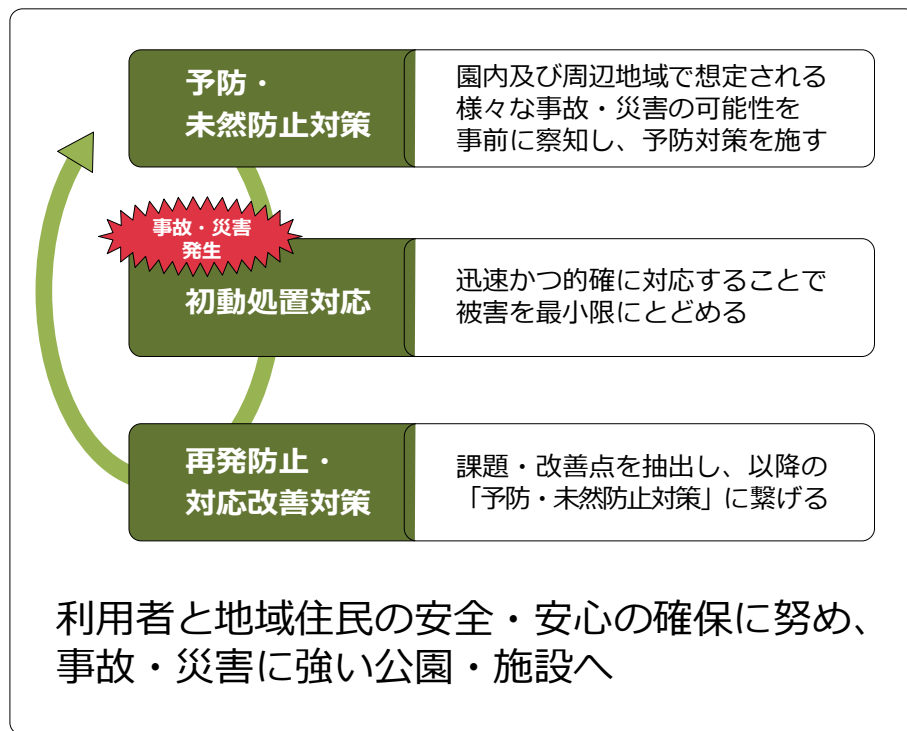 予防・
未然防止対策
園内及び周辺地域で想定される
様々な事故・災害の可能性を
事前に察知し、予防対策を施す
事故・災害
発生
初動処置対応
迅速かつ的確に対応することで
被害を最小限にとどめる
再発防止・
対応改善対策
課題・改善点を抽出し、以降の
「予防・未然防止対策」に繋げる
利用者と地域住民の安全・安心の確保に努め、
事故・災害に強い公園・施設へ